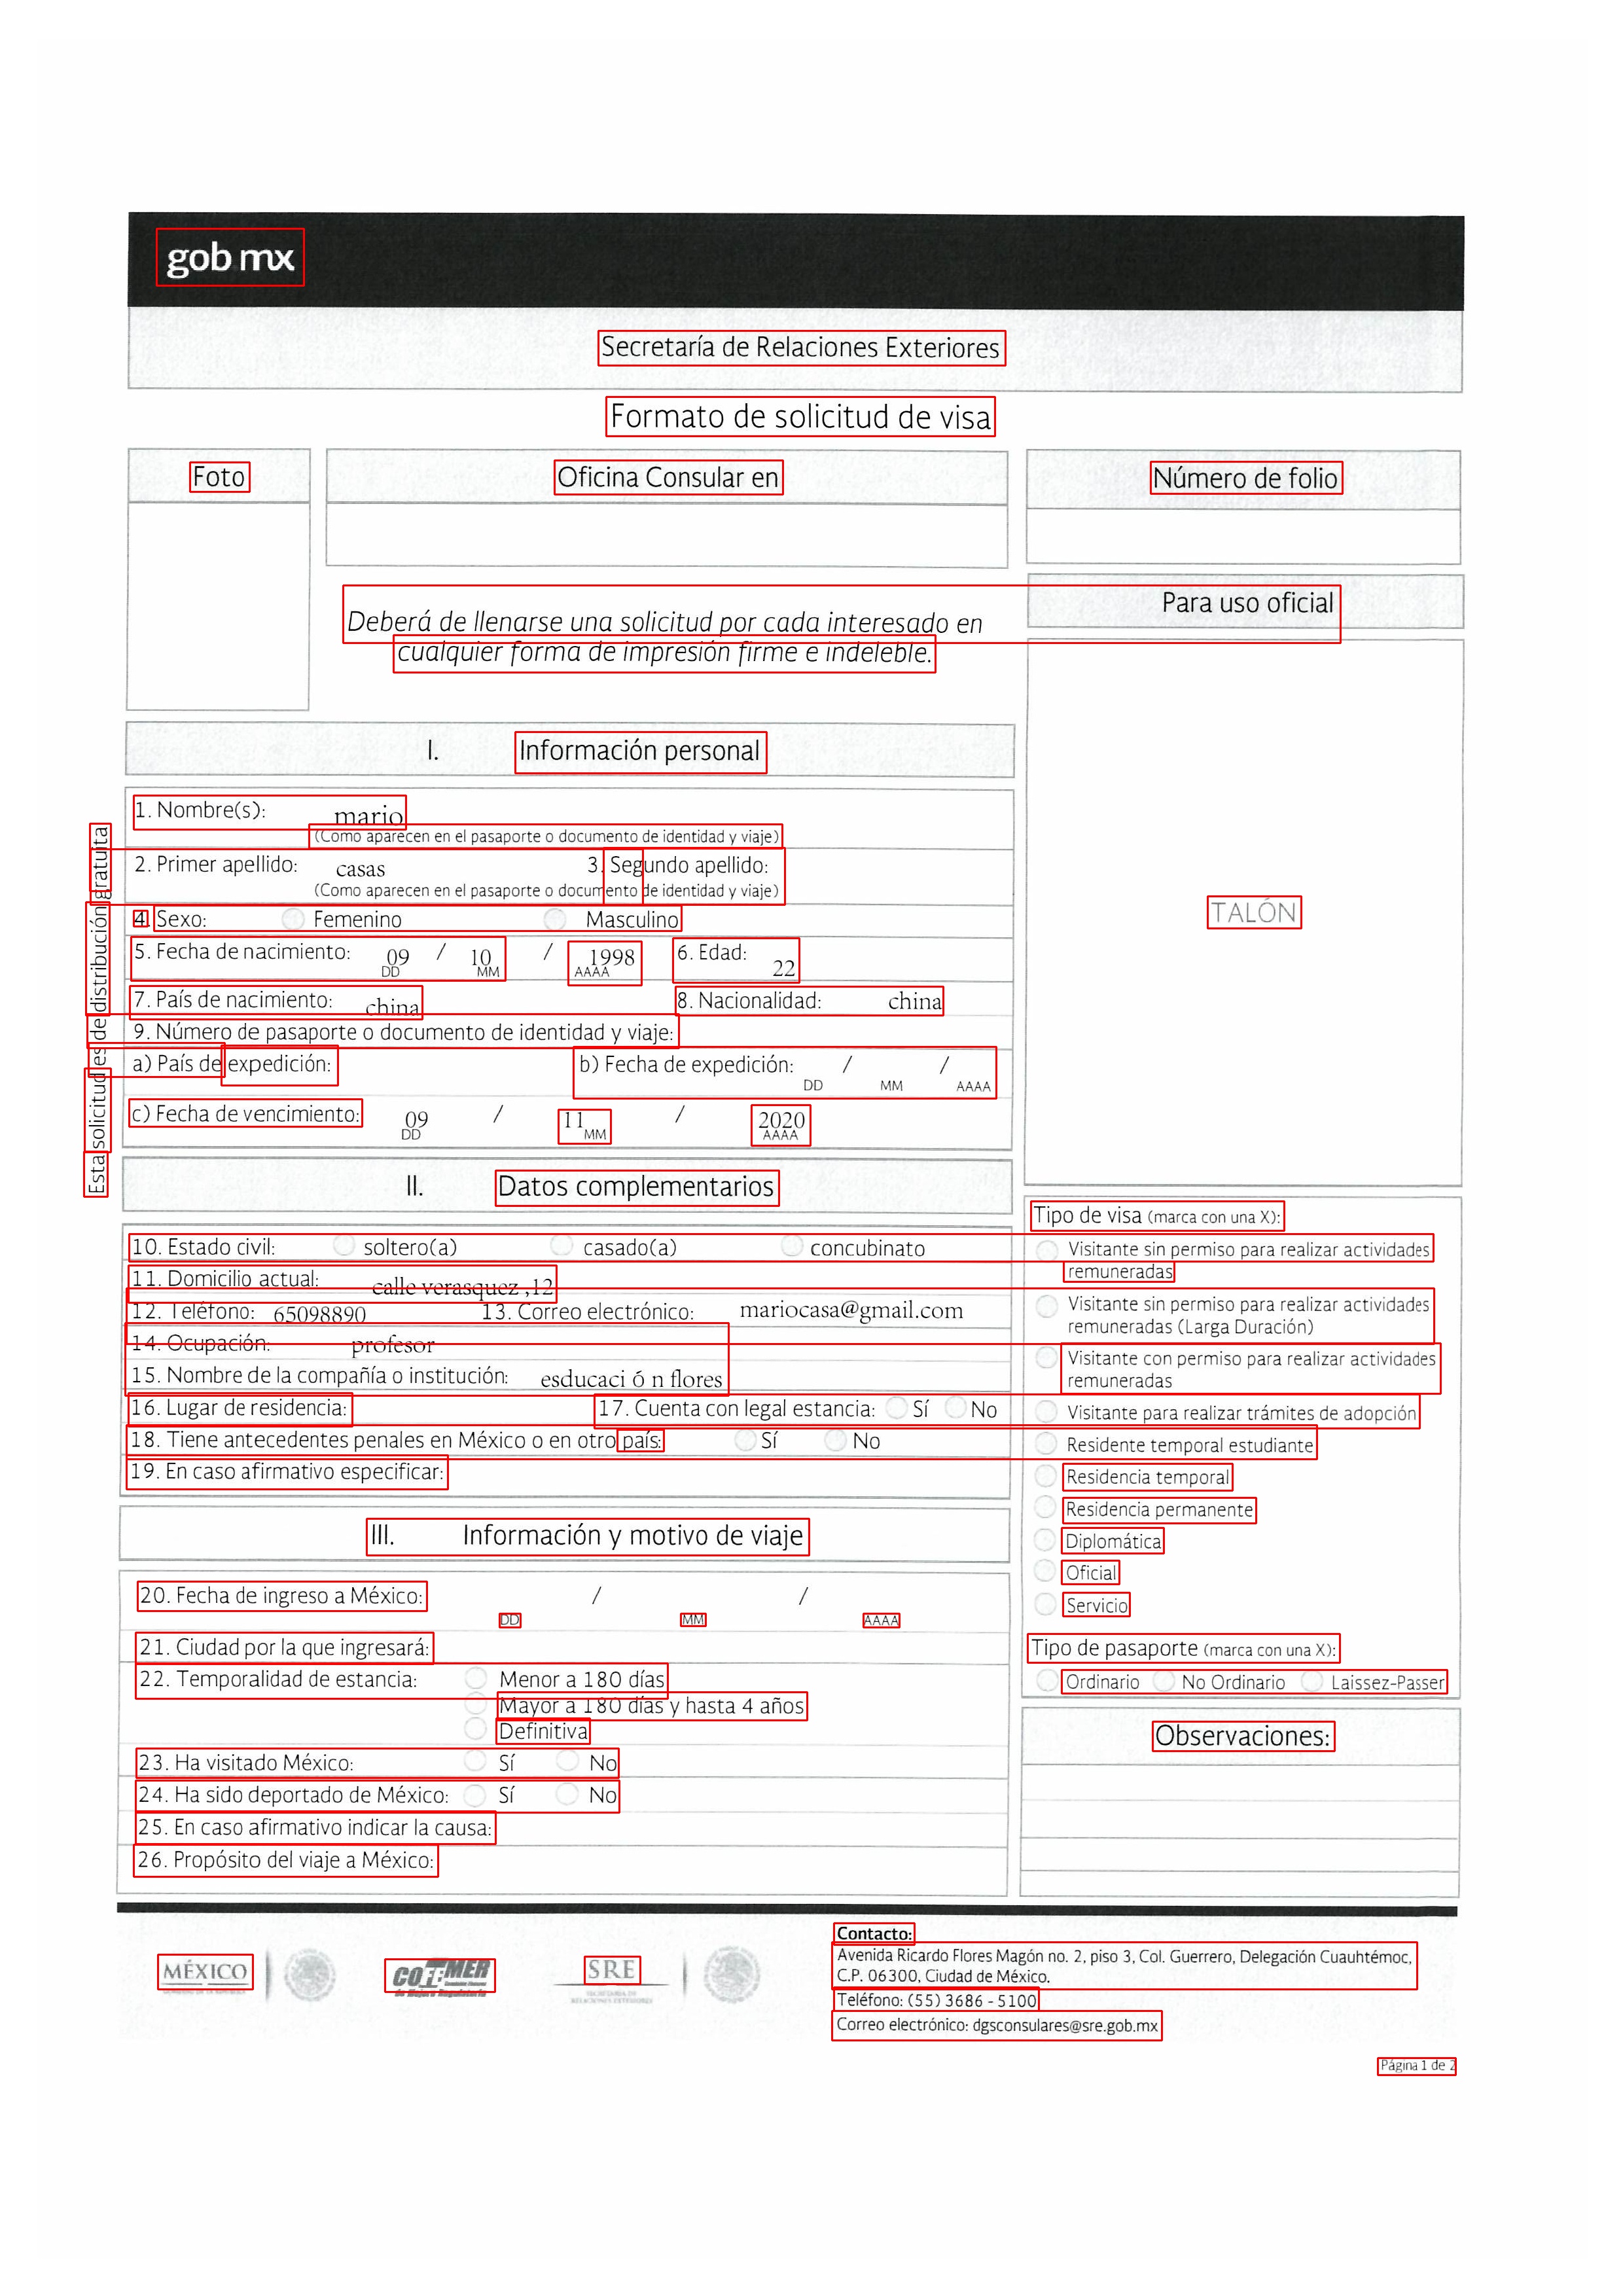 gob mx
Secretaría de Relaciones Exteriores
Formato de solicitud de visa
Foto
Oficina Consular en
Número de folio
Deberá de llenarse una solicitud por cada interesado en
cualquier forma de impresión firme e indeleble.
Para uso oficial
I. Información personal
1. Nombre(s): mario
(Como aparecen en el pasaporte o documento de identidad y viaje)
2. Primer apellido: casas 3. Segundo apellido:
(Como aparecen en el pasaporte o documento de identidad y viaje)
4. Sexo: Femenino Masculino
5. Fecha de nacimiento: 09 / 10 / 1998 6. Edad: 22
DD MM AAAA
7. País de nacimiento: china 8. Nacionalidad: china
9. Número de pasaporte o documento de identidad y viaje:
a) País de expedición: b) Fecha de expedición: / /
DD MM AAAA
c) Fecha de vencimiento: 09 / 11 / 2020
DD MM AAAA
Esta solicitud es de distribución gratuita
TALÓN
II. Datos complementarios
10. Estado civil: soltero(a) casado(a) concubinato
11. Domicilio actual: calle verasquez ,12
12. Teléfono: 65098890 13. Correo electrónico: mariocasa@gmail.com
14. Ocupación: profesor
15. Nombre de la compañía o institución: esducaci ó n flores
16. Lugar de residencia: 17. Cuenta con legal estancia: Sí No
18. Tiene antecedentes penales en México o en otro país: Sí No
19. En caso afirmativo especificar:
Tipo de visa (marca con una X):
Visitante sin permiso para realizar actividades
remuneradas
Visitante sin permiso para realizar actividades
remuneradas (Larga Duración)
Visitante con permiso para realizar actividades
remuneradas
Visitante para realizar trámites de adopción
Residente temporal estudiante
Residencia temporal
Residencia permanente
Diplomática
Oficial
Servicio
Tipo de pasaporte (marca con una X):
Ordinario No Ordinario Laissez-Passer
III. Información y motivo de viaje
20. Fecha de ingreso a México: / /
DD MM AAAA
21. Ciudad por la que ingresará:
22. Temporalidad de estancia: Menor a 180 días
Mayor a 180 días y hasta 4 años
Definitiva
23. Ha visitado México: Sí No
24. Ha sido deportado de México: Sí No
25. En caso afirmativo indicar la causa:
26. Propósito del viaje a México:
Observaciones:
MÉXICO
SRE
SECRETARÍA DE
RELACIONES EXTERIORES
Contacto:
Avenida Ricardo Flores Magón no. 2, piso 3, Col. Guerrero, Delegación Cuauhtémoc,
C.P. 06300, Ciudad de México.
Teléfono: (55) 3686 - 5100
Correo electrónico: dgsconsulares@sre.gob.mx
Página 1 de 2